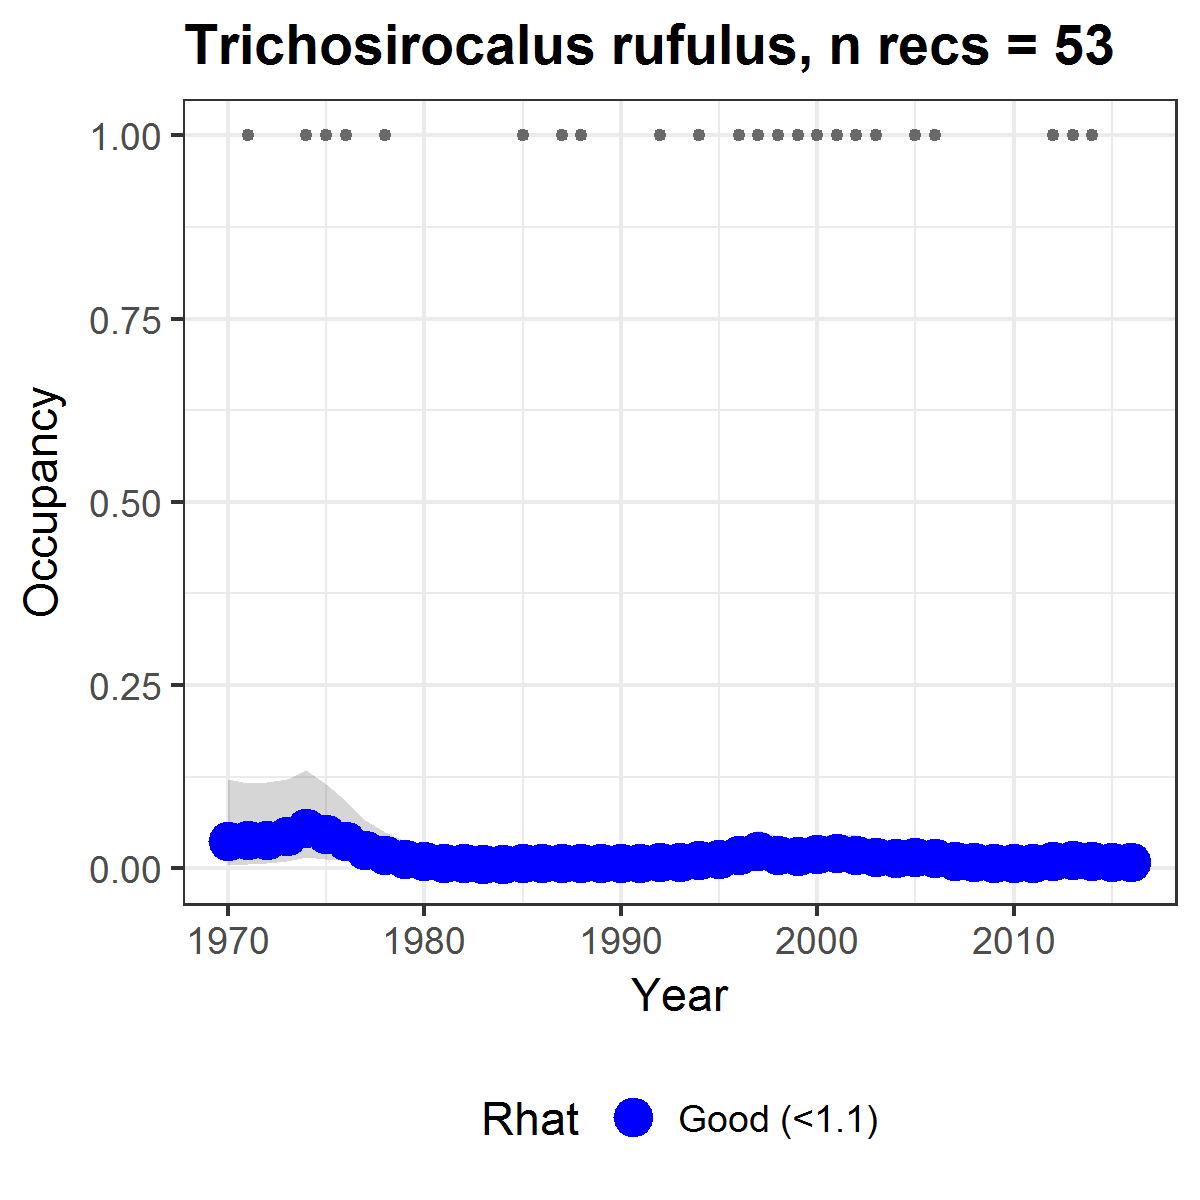 Trichosirocalus rufulus, n recs = 53
1.00
0.75
0.50
0.25
0.00
Occupancy
1970 1980 1990 2000 2010
Year
Rhat Good (<1.1)